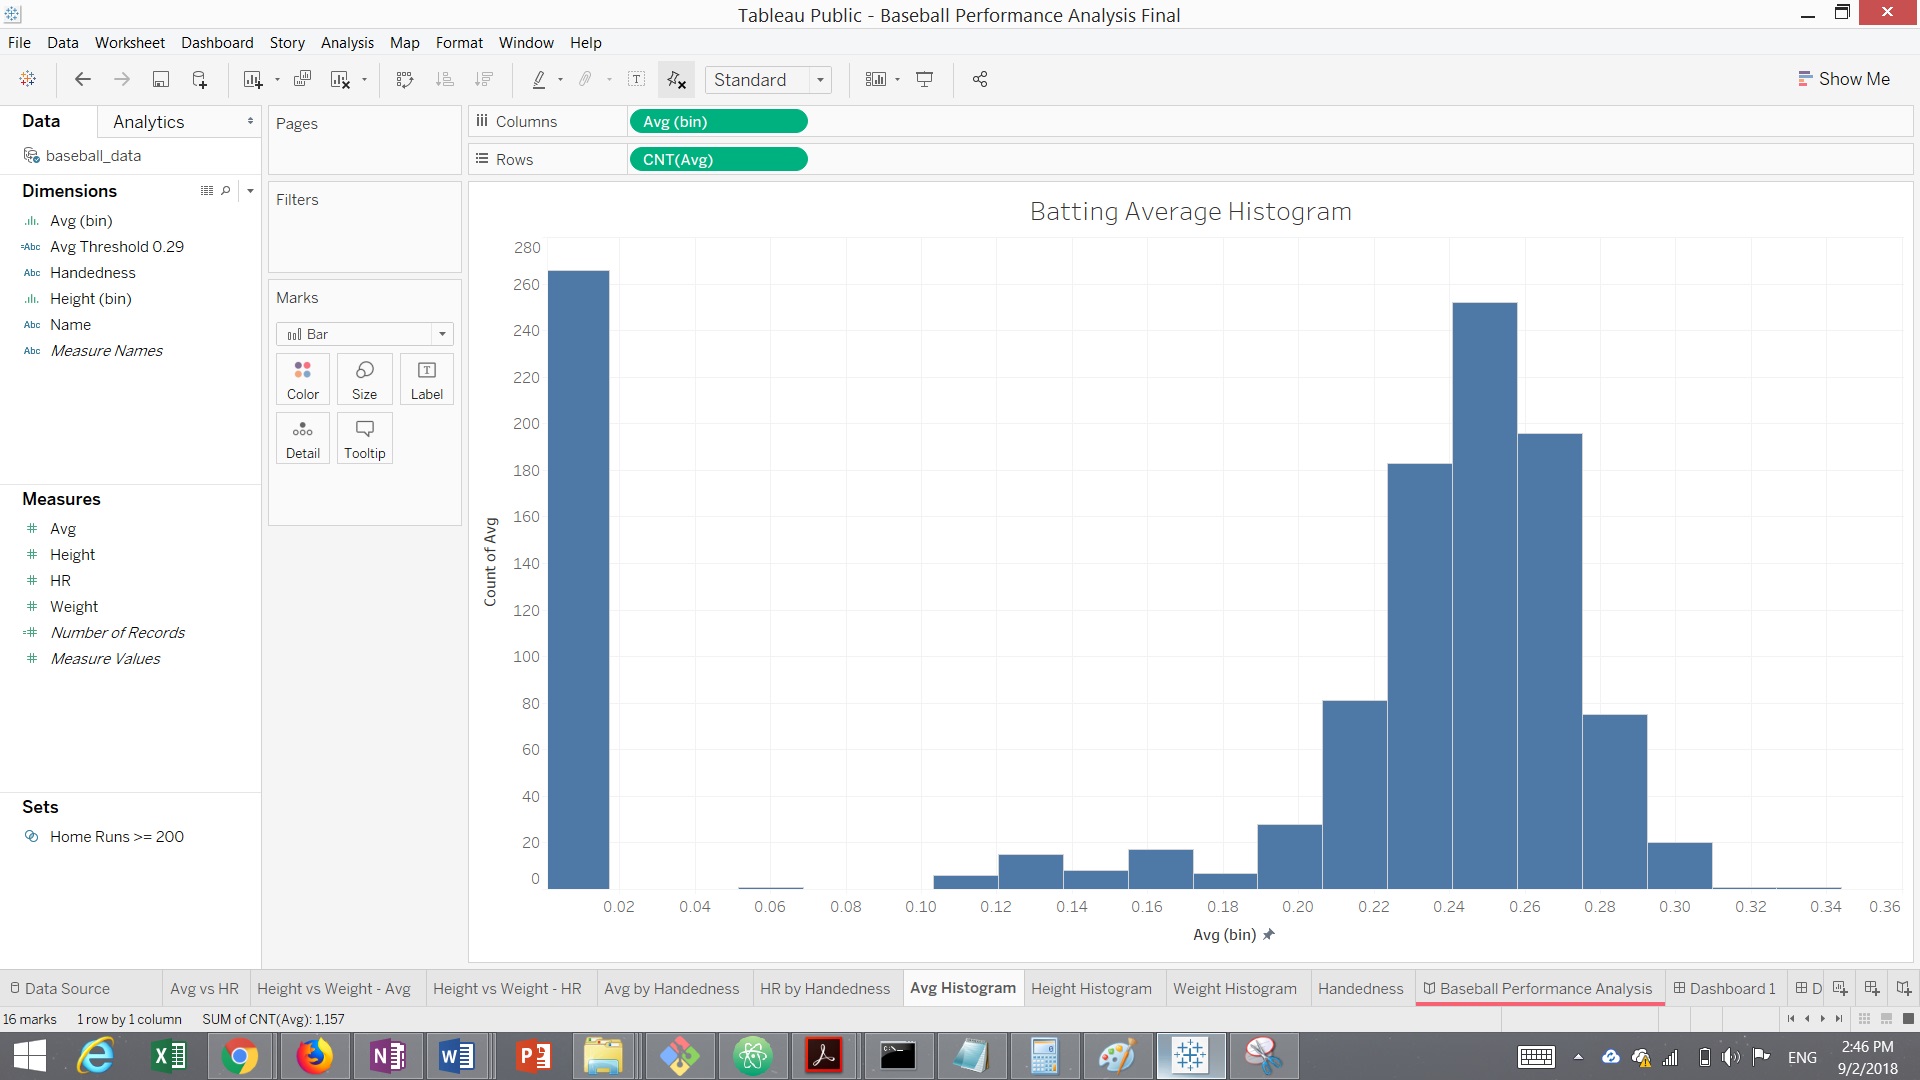 Tableau Public - Baseball Performance Analysis Final
File Data Worksheet Dashboard Story Analysis Map Format Window Help
Standard
Show Me
Data Analytics
baseball_data
Dimensions
Avg (bin)
Abc Avg Threshold 0.29
Abc Handedness
Height (bin)
Abc Name
Abc Measure Names
Measures
Avg
Height
HR
Weight
Number of Records
Measure Values
Sets
Home Runs >= 200
Pages
Filters
Marks
Bar
Color Size Label
Detail Tooltip
Columns Avg (bin)
Rows CNT(Avg)
Batting Average Histogram
280
260
240
220
200
180
160
140
120
100
80
60
40
20
0
Count of Avg
0.02 0.04 0.06 0.08 0.10 0.12 0.14 0.16 0.18 0.20 0.22 0.24 0.26 0.28 0.30 0.32 0.34 0.36
Avg (bin)
Data Source Avg vs HR Height vs Weight - Avg Height vs Weight - HR Avg by Handedness HR by Handedness Avg Histogram Height Histogram Weight Histogram Handedness Baseball Performance Analysis Dashboard 1 D
16 marks 1 row by 1 column SUM of CNT(Avg): 1,157
ENG
2:46 PM
9/2/2018